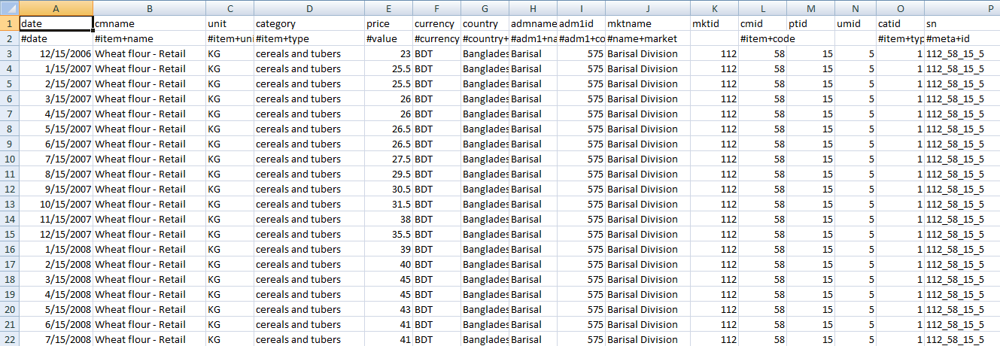 A B C D E F G H I J K L M N O P
1 date cmname unit category price currency country admname adm1id mktname mktid cmid ptid umid catid sn
2 #date #item+name #item+uni #item+type #value #currency #country+ #adm1+na #adm1+co #name+market #item+code #item+typ #meta+id
3 12/15/2006 Wheat flour - Retail KG cereals and tubers 23 BDT Banglades Barisal 575 Barisal Division 112 58 15 5 1 112_58_15_5
4 1/15/2007 Wheat flour - Retail KG cereals and tubers 25.5 BDT Banglades Barisal 575 Barisal Division 112 58 15 5 1 112_58_15_5
5 2/15/2007 Wheat flour - Retail KG cereals and tubers 25.5 BDT Banglades Barisal 575 Barisal Division 112 58 15 5 1 112_58_15_5
6 3/15/2007 Wheat flour - Retail KG cereals and tubers 26 BDT Banglades Barisal 575 Barisal Division 112 58 15 5 1 112_58_15_5
7 4/15/2007 Wheat flour - Retail KG cereals and tubers 26 BDT Banglades Barisal 575 Barisal Division 112 58 15 5 1 112_58_15_5
8 5/15/2007 Wheat flour - Retail KG cereals and tubers 26.5 BDT Banglades Barisal 575 Barisal Division 112 58 15 5 1 112_58_15_5
9 6/15/2007 Wheat flour - Retail KG cereals and tubers 26.5 BDT Banglades Barisal 575 Barisal Division 112 58 15 5 1 112_58_15_5
10 7/15/2007 Wheat flour - Retail KG cereals and tubers 27.5 BDT Banglades Barisal 575 Barisal Division 112 58 15 5 1 112_58_15_5
11 8/15/2007 Wheat flour - Retail KG cereals and tubers 29.5 BDT Banglades Barisal 575 Barisal Division 112 58 15 5 1 112_58_15_5
12 9/15/2007 Wheat flour - Retail KG cereals and tubers 30.5 BDT Banglades Barisal 575 Barisal Division 112 58 15 5 1 112_58_15_5
13 10/15/2007 Wheat flour - Retail KG cereals and tubers 31.5 BDT Banglades Barisal 575 Barisal Division 112 58 15 5 1 112_58_15_5
14 11/15/2007 Wheat flour - Retail KG cereals and tubers 38 BDT Banglades Barisal 575 Barisal Division 112 58 15 5 1 112_58_15_5
15 12/15/2007 Wheat flour - Retail KG cereals and tubers 35.5 BDT Banglades Barisal 575 Barisal Division 112 58 15 5 1 112_58_15_5
16 1/15/2008 Wheat flour - Retail KG cereals and tubers 39 BDT Banglades Barisal 575 Barisal Division 112 58 15 5 1 112_58_15_5
17 2/15/2008 Wheat flour - Retail KG cereals and tubers 40 BDT Banglades Barisal 575 Barisal Division 112 58 15 5 1 112_58_15_5
18 3/15/2008 Wheat flour - Retail KG cereals and tubers 45 BDT Banglades Barisal 575 Barisal Division 112 58 15 5 1 112_58_15_5
19 4/15/2008 Wheat flour - Retail KG cereals and tubers 45 BDT Banglades Barisal 575 Barisal Division 112 58 15 5 1 112_58_15_5
20 5/15/2008 Wheat flour - Retail KG cereals and tubers 43 BDT Banglades Barisal 575 Barisal Division 112 58 15 5 1 112_58_15_5
21 6/15/2008 Wheat flour - Retail KG cereals and tubers 41 BDT Banglades Barisal 575 Barisal Division 112 58 15 5 1 112_58_15_5
22 7/15/2008 Wheat flour - Retail KG cereals and tubers 41 BDT Banglades Barisal 575 Barisal Division 112 58 15 5 1 112_58_15_5